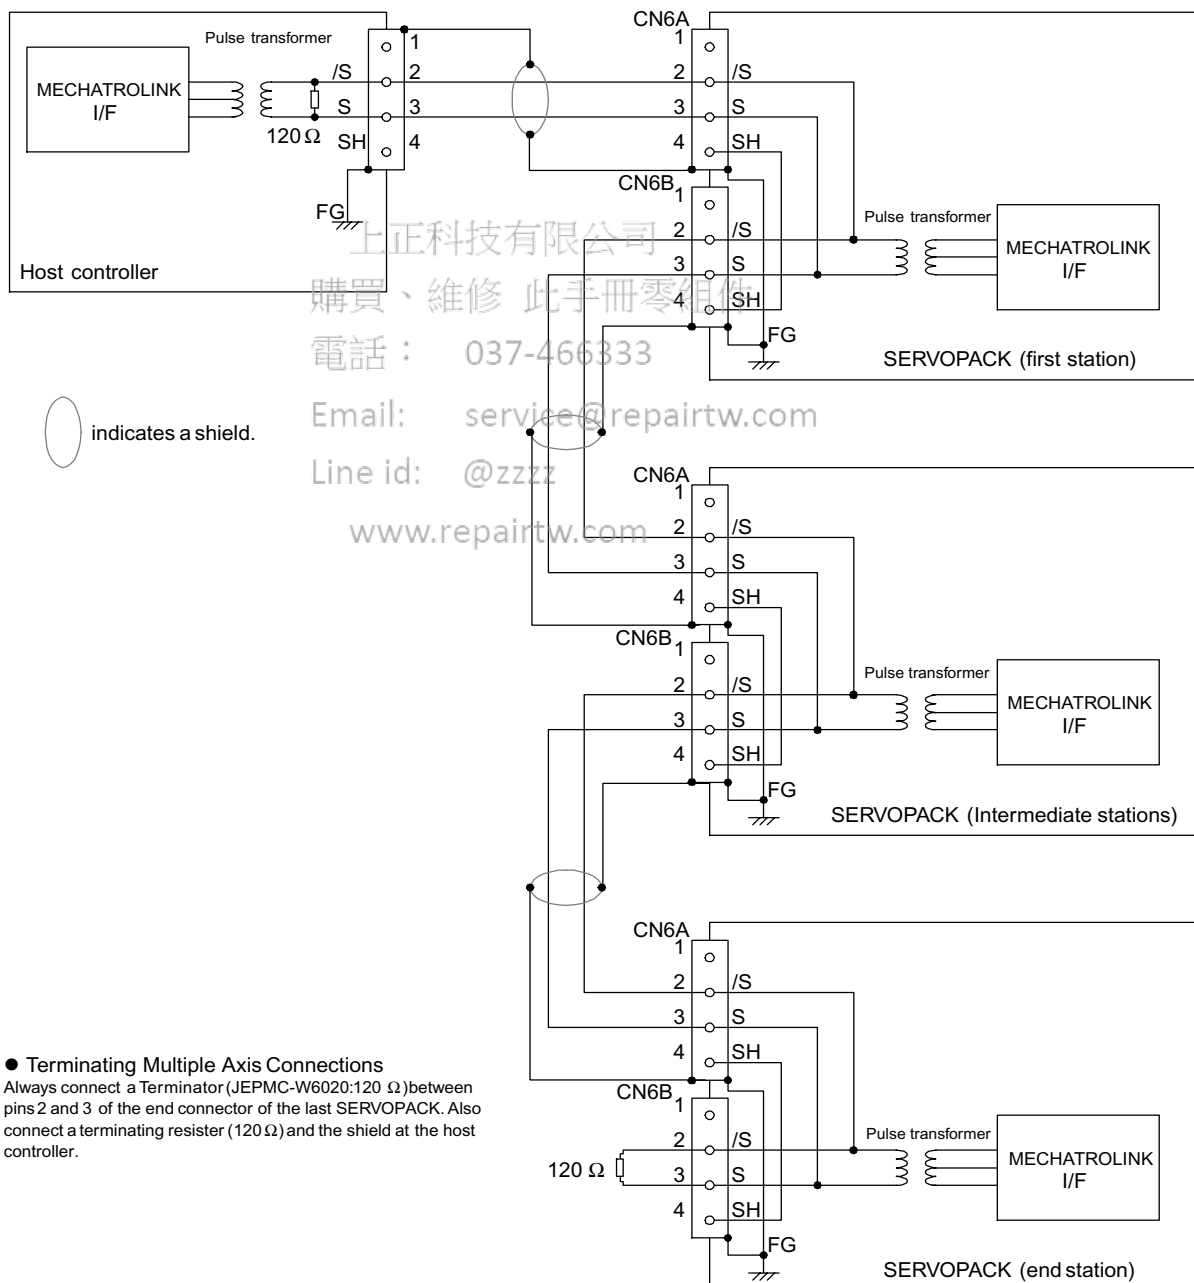 CN6A
Pulse transformer
1
1
/S
2
2
/S
MECHATROLINK
I/F
S
3
3
S
120 Ω
SH
4
4
SH
CN6B
1
FG
上正科技有限公司
2
/S
Pulse transformer
MECHATROLINK
I/F
Host controller
3
S
購買、維修 此手冊零組件
4
SH
FG
電話： 037-466333
SERVOPACK (first station)
Email: service@repairtw.com
indicates a shield.
Line id: @zzzz
CN6A
1
www.repairtw.com
2
/S
3
S
4
SH
CN6B
1
Pulse transformer
2
/S
MECHATROLINK
I/F
3
S
4
SH
FG
SERVOPACK (Intermediate stations)
CN6A
1
2
/S
3
S
4
SH
● Terminating Multiple Axis Connections
Always connect a Terminator (JEPMC-W6020:120 Ω)between
pins 2 and 3 of the end connector of the last SERVOPACK. Also
connect a terminating resister (120 Ω) and the shield at the host
controller.
CN6B
1
2
/S
Pulse transformer
MECHATROLINK
I/F
120 Ω
3
S
4
SH
FG
SERVOPACK (end station)